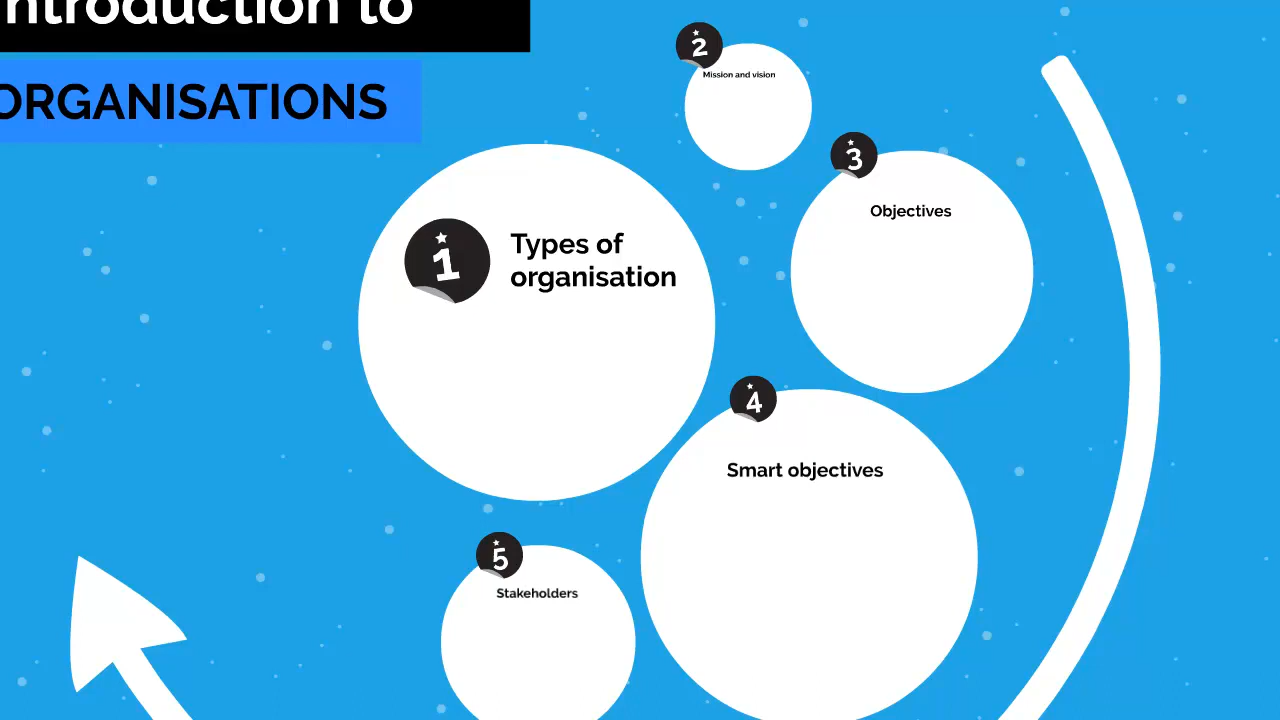 ntroduction to
ORGANISATIONS
1
Types of
organisation
2
Mission and vision
3
Objectives
4
Smart objectives
5
Stakeholders